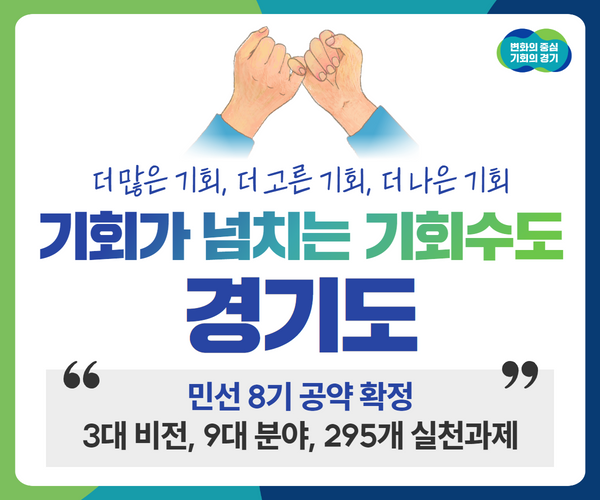 변화의 중심
기회의 경기
더 많은 기회, 더 고른 기회, 더 나은 기회
기회가 넘치는 기회수도
경기도
“ ”
민선 8기 공약 확정
3대 비전, 9대 분야, 295개 실천과제